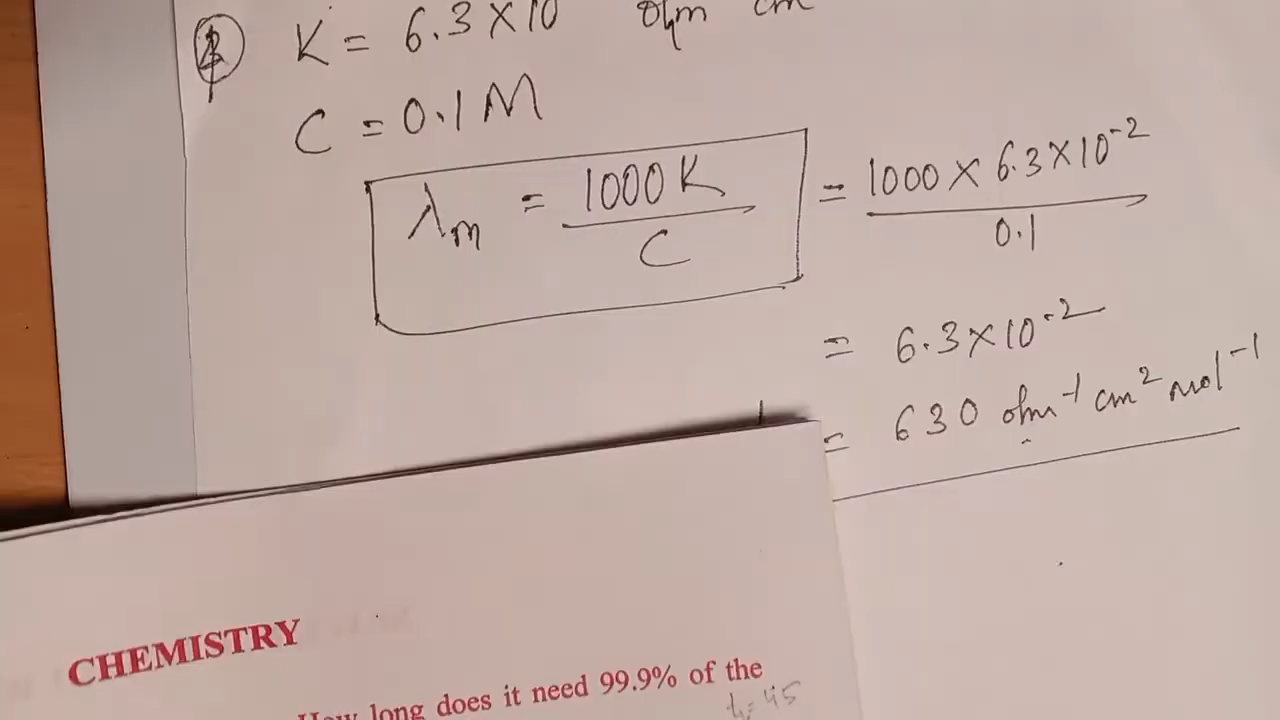 K = 6.3 × 10 ohm cm
C = 0.1 M
λm = 1000 K / C = 1000 × 6.3 × 10⁻² / 0.1
= 6.3 × 10⁻²
= 630 ohm⁻¹ cm² mol⁻¹
CHEMISTRY
How long does it need 99.9% of the